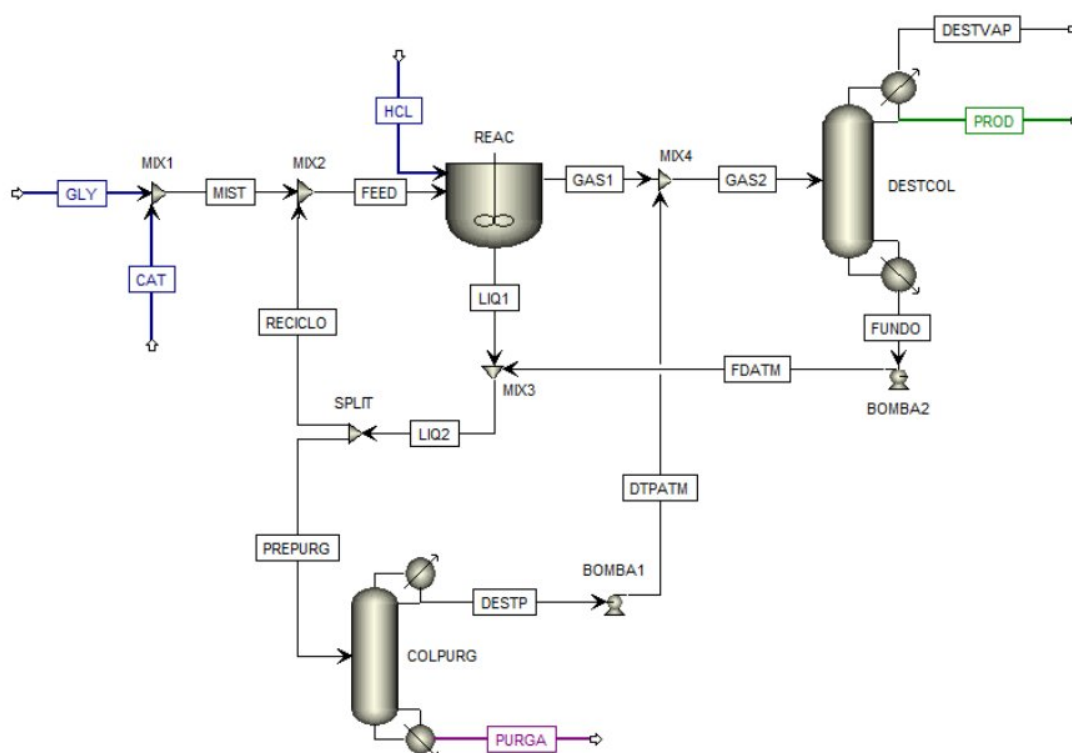 DESTVAP
HCL
PROD
REAC
MIX1
MIX2
MIX4
GLY
MIST
FEED
GAS1
GAS2
DESTCOL
CAT
LIQ1
RECICLO
FUNDO
FDATM
MIX3
BOMBA2
SPLIT
LIQ2
DTPATM
PREPURG
BOMBA1
DESTP
COLPURG
PURGA